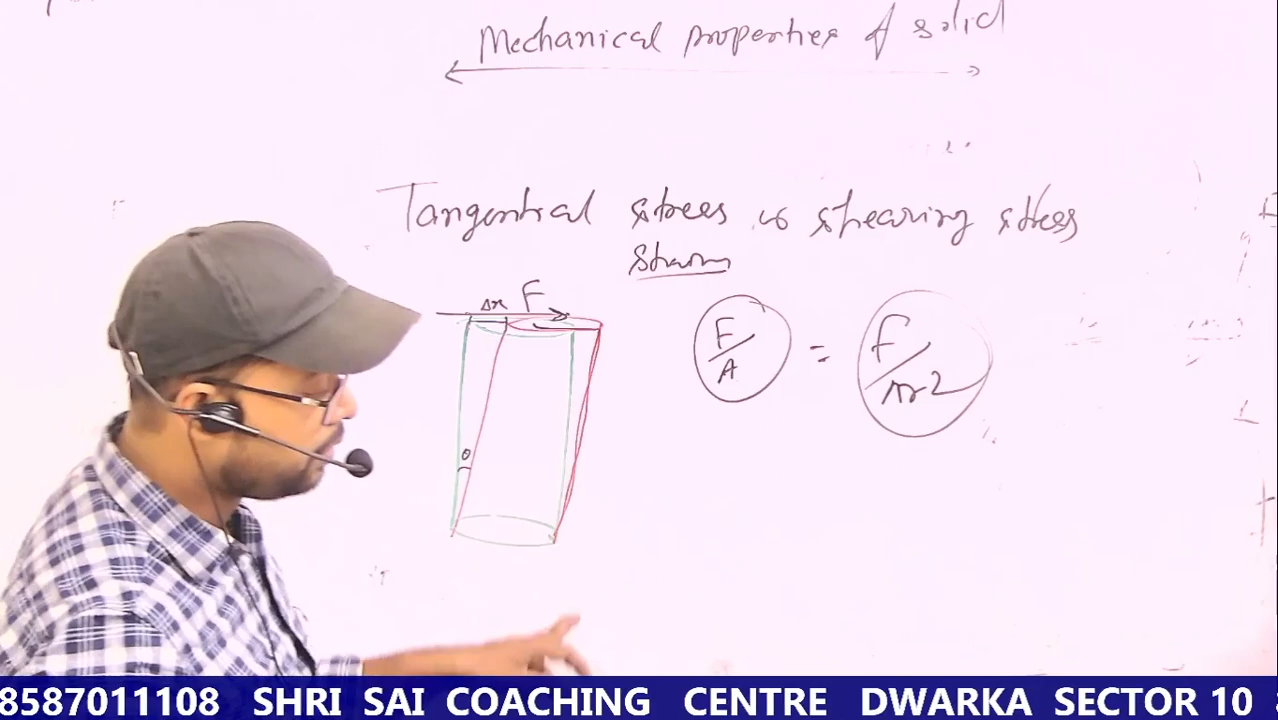 Mechanical properties of solid
Tangential stress or shearing stress
Strain
Δx F
F/A = F/πr2
θ
8587011108 SHRI SAI COACHING CENTRE DWARKA SECTOR 10